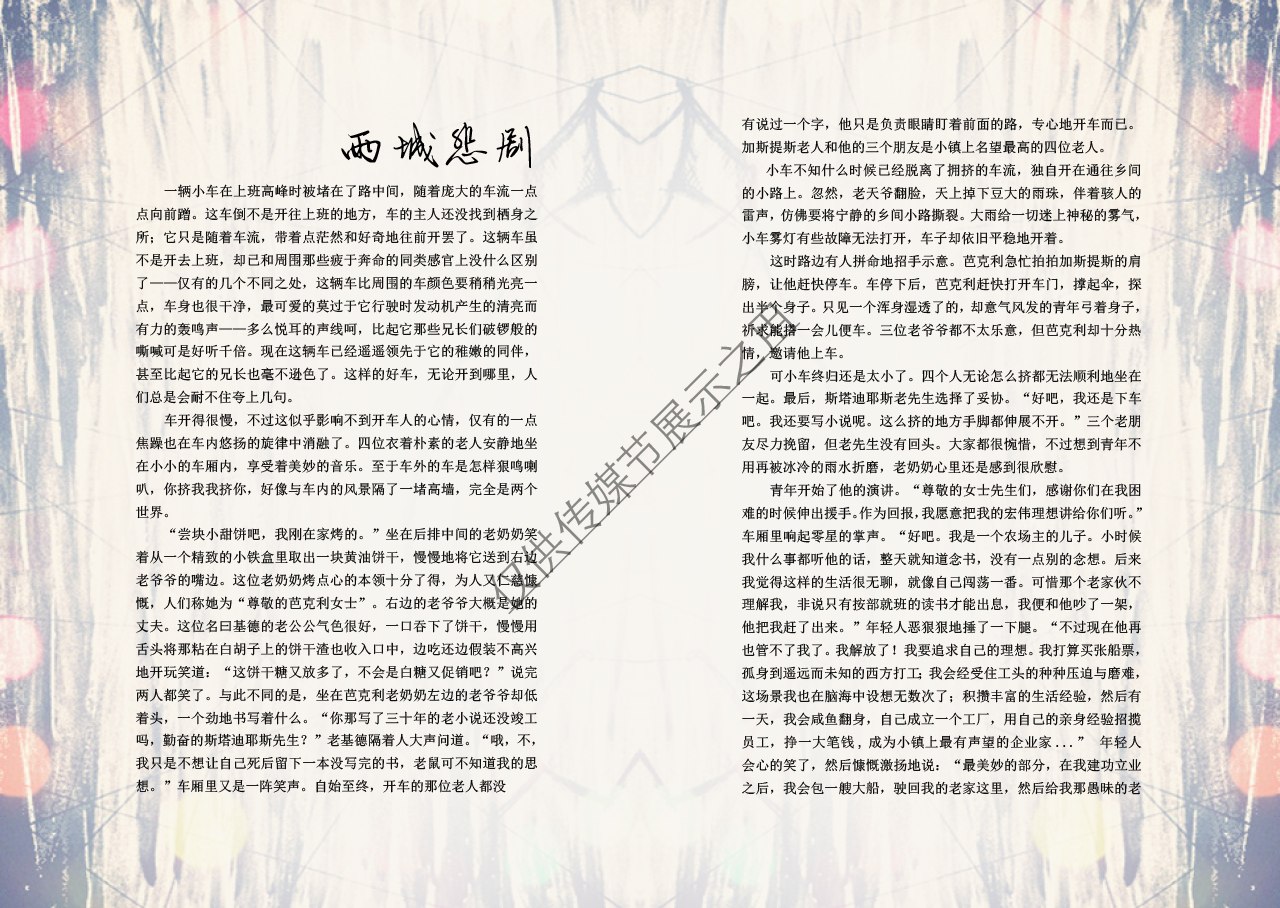 西城悲剧
一辆小车在上班高峰时被堵在了路中间，随着庞大的车流一点
点向前蹭。这车倒不是开往上班的地方，车的主人还没找到栖身之
所；它只是随着车流，带着点茫然和好奇地往前开罢了。这辆车虽
不是开去上班，却已和周围那些疲于奔命的同类感官上没什么区别
了——仅有的几个不同之处，这辆车比周围的车颜色要稍稍光亮一
点，车身也很干净，最可爱的莫过于它行驶时发动机产生的清亮而
有力的轰鸣声——多么悦耳的声线呵，比起它那些兄长们破锣般的
嘶喊可是好听千倍。现在这辆车已经遥遥领先于它的稚嫩的同伴，
甚至比起它的兄长也毫不逊色了。这样的好车，无论开到哪里，人
们总是会耐不住夸上几句。
车开得很慢，不过这似乎影响不到开车人的心情，仅有的一点
焦躁也在车内悠扬的旋律中消融了。四位衣着朴素的老人安静地坐
在小小的车厢内，享受着美妙的音乐。至于车外的车是怎样狠鸣喇
叭，你挤我我挤你，好像与车内的风景隔了一堵高墙，完全是两个
世界。
“尝块小甜饼吧，我刚在家烤的。”坐在后排中间的老奶奶笑
着从一个精致的小铁盒里取出一块黄油饼干，慢慢地将它送到右边
老爷爷的嘴边。这位老奶奶烤点心的本领十分了得，为人又仁慈慷
慨，人们称她为“尊敬的芭克利女士”。右边的老爷爷大概是她的
丈夫。这位名曰基德的老公公气色很好，一口吞下了饼干，慢慢用
舌头将那粘在白胡子上的饼干渣也收入口中，边吃还边假装不高兴
地开玩笑道：“这饼干糖又放多了，不会是白糖又促销吧？”说完
两人都笑了。与此不同的是，坐在芭克利老奶奶左边的老爷爷却低
着头，一个劲地书写着什么。“你那写了三十年的老小说还没竣工
吗，勤奋的斯塔迪耶斯先生？”老基德隔着人大声问道。“哦，不，
我只是不想让自己死后留下一本没写完的书，老鼠可不知道我的思
想。”车厢里又是一阵笑声。自始至终，开车的那位老人都没
有说过一个字，他只是负责眼睛盯着前面的路，专心地开车而已。
加斯提斯老人和他的三个朋友是小镇上名望最高的四位老人。
小车不知什么时候已经脱离了拥挤的车流，独自开在通往乡间
的小路上。忽然，老天爷翻脸，天上掉下豆大的雨珠，伴着骇人的
雷声，仿佛要将宁静的乡间小路撕裂。大雨给一切迷上神秘的雾气，
小车雾灯有些故障无法打开，车子却依旧平稳地开着。
这时路边有人拼命地招手示意。芭克利急忙拍拍加斯提斯的肩
膀，让他赶快停车。车停下后，芭克利赶快打开车门，撑起伞，探
出半个身子。只见一个浑身湿透了的，却意气风发的青年弓着身子，
祈求能搭一会儿便车。三位老爷爷都不太乐意，但芭克利却十分热
情，邀请他上车。
可小车终归还是太小了。四个人无论怎么挤都无法顺利地坐在
一起。最后，斯塔迪耶斯老先生选择了妥协。“好吧，我还是下车
吧。我还要写小说呢。这么挤的地方手脚都伸展不开。”三个老朋
友尽力挽留，但老先生没有回头。大家都很惋惜，不过想到青年不
用再被冰冷的雨水折磨，老奶奶心里还是感到很欣慰。
青年开始了他的演讲。“尊敬的女士先生们，感谢你们在我困
难的时候伸出援手。作为回报，我愿意把我的宏伟理想讲给你们听。”
车厢里响起零星的掌声。“好吧。我是一个农场主的儿子。小时候
我什么事都听他的话，整天就知道念书，没有一点别的念想。后来
我觉得这样的生活很无聊，就像自己闯荡一番。可惜那个老家伙不
理解我，非说只有按部就班的读书才能出息，我便和他吵了一架，
他把我赶了出来。”年轻人恶狠狠地捶了一下腿。“不过现在他再
也管不了我了。我解放了！我要追求自己的理想。我打算买张船票，
孤身到遥远而未知的西方打工；我会经受住工头的种种压迫与磨难，
这场景我也在脑海中设想无数次了；积攒丰富的生活经验，然后有
一天，我会咸鱼翻身，自己成立一个工厂，用自己的亲身经验招揽
员工，挣一大笔钱，成为小镇上最有声望的企业家...” 年轻人
会心的笑了，然后慷慨激扬地说：“最美妙的部分，在我建功立业
之后，我会包一艘大船，驶回我的老家这里，然后给我那愚昧的老
仅供传媒节展示之用